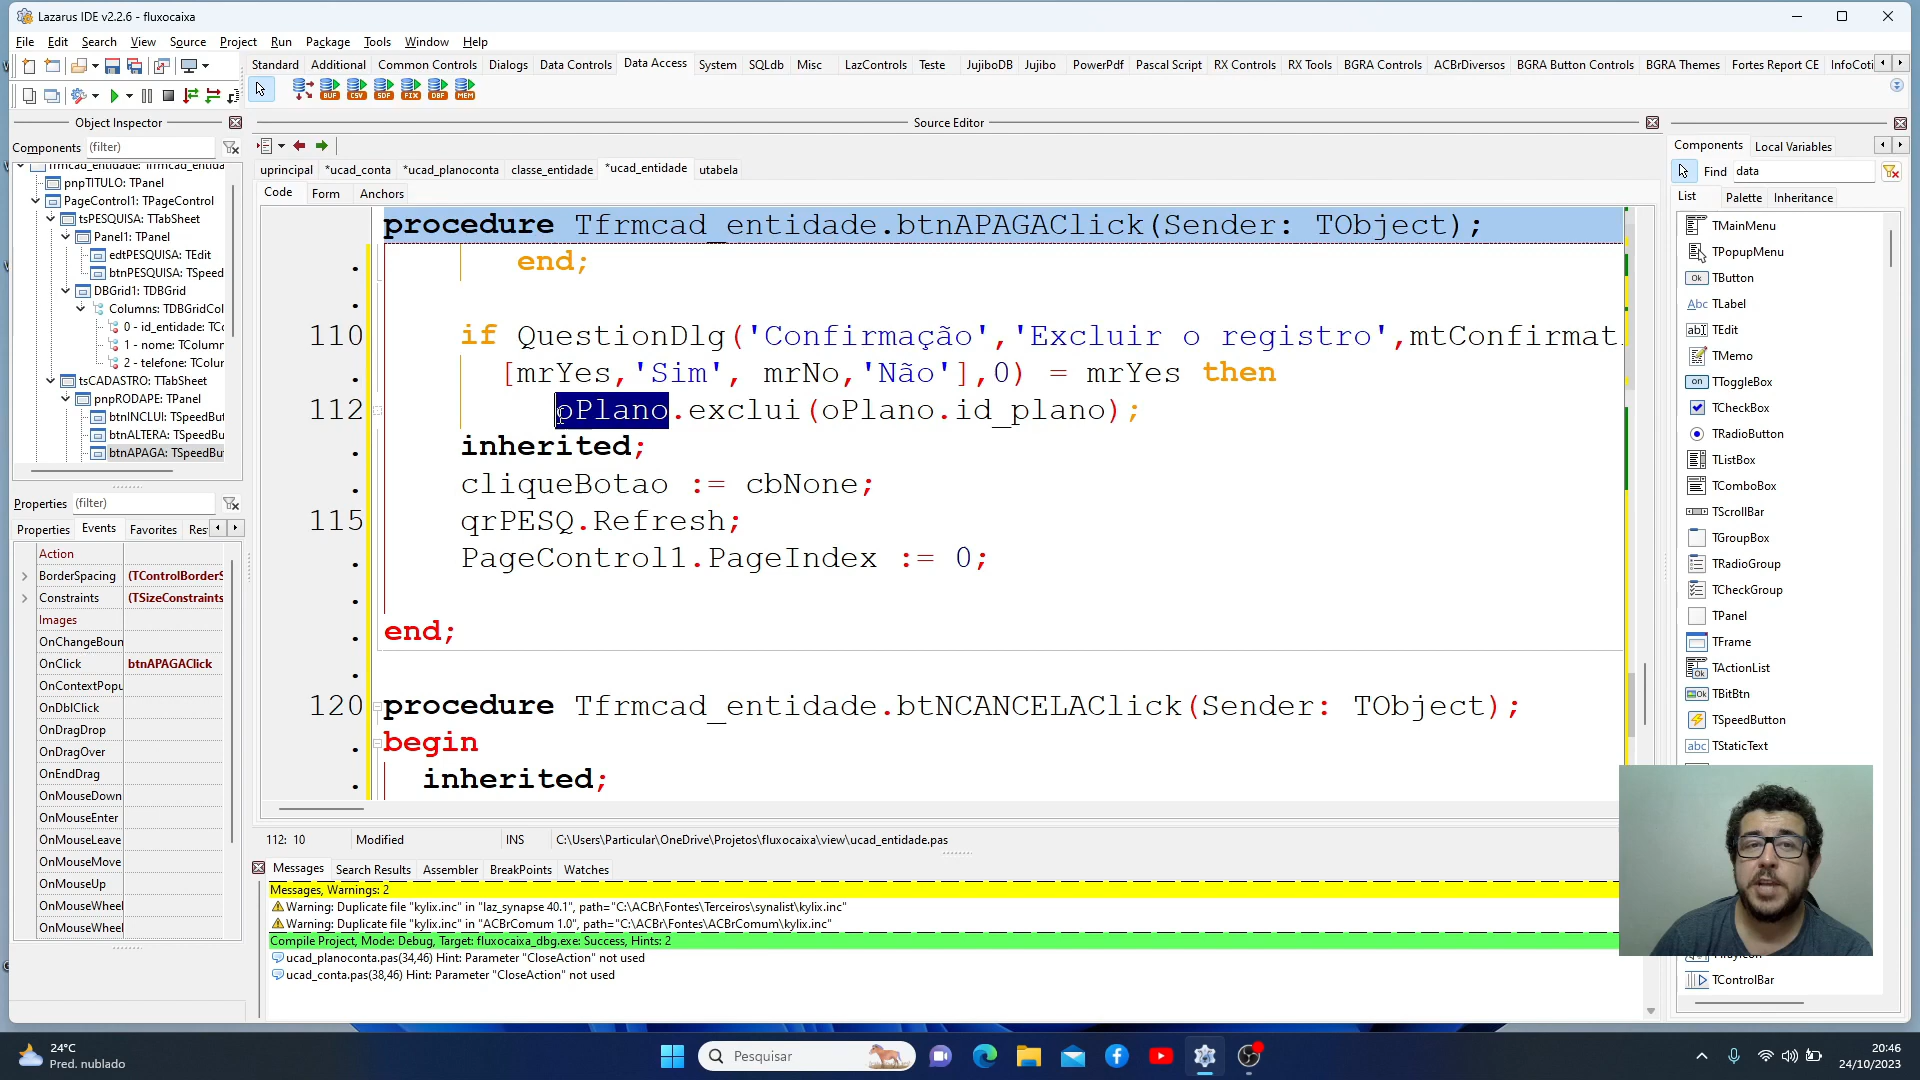 Lazarus IDE v2.2.6 - fluxocaixa
File Edit Search View Source Project Run Package Tools Window Help
Standard Additional Common Controls Dialogs Data Controls Data Access System SQLdb Misc LazControls Teste JujiboDB Jujibo PowerPdf Pascal Script RX Controls RX Tools BGRA Controls ACBrDiversos BGRA Button Controls BGRA Themes Fortes Report CE InfoCoti
BUF CSV SDF FIX DBF MEM
Object Inspector
Components (filter)
pnpTITULO: TPanel
PageControl1: TPageControl
tsPESQUISA: TTabSheet
Panel1: TPanel
edtPESQUISA: TEdit
btnPESQUISA: TSpeed
DBGrid1: TDBGrid
Columns: TDBGridCol
0 - id_entidade: TCo
1 - nome: TColumn
2 - telefone: TColur
tsCADASTRO: TTabSheet
pnpRODAPE: TPanel
btnINCLUI: TSpeedBut
btnALTERA: TSpeedBu
btnAPAGA: TSpeedBut
Properties (filter)
Properties Events Favorites Res
Action
BorderSpacing (TControlBorderS
Constraints (TSizeConstraints
Images
OnChangeBoun
OnClick btnAPAGAClick
OnContextPopu
OnDblClick
OnDragDrop
OnDragOver
OnEndDrag
OnMouseDown
OnMouseEnter
OnMouseLeave
OnMouseMove
OnMouseUp
OnMouseWheel
OnMouseWheel
Source Editor
uprincipal *ucad_conta *ucad_planoconta classe_entidade *ucad_entidade utabela
Code Form Anchors
procedure Tfrmcad_entidade.btnAPAGAClick(Sender: TObject);
end;
110 if QuestionDlg('Confirmação','Excluir o registro',mtConfirmati
[mrYes,'Sim', mrNo,'Não'],0) = mrYes then
112 oPlano.exclui(oPlano.id_plano);
inherited;
cliqueBotao := cbNone;
115 qrPESQ.Refresh;
PageControl1.PageIndex := 0;
end;
120 procedure Tfrmcad_entidade.btNCANCELAClick(Sender: TObject);
begin
inherited;
112: 10 Modified INS C:\Users\Particular\OneDrive\Projetos\fluxocaixa\view\ucad_entidade.pas
Messages Search Results Assembler BreakPoints Watches
Messages, Warnings: 2
Warning: Duplicate file "kylix.inc" in "laz_synapse 40.1", path="C:\ACBr\Fontes\Terceiros\synalist\kylix.inc"
Warning: Duplicate file "kylix.inc" in "ACBrComum 1.0", path="C:\ACBr\Fontes\ACBrComum\kylix.inc"
Compile Project, Mode: Debug, Target: fluxocaixa_dbg.exe: Success, Hints: 2
ucad_planoconta.pas(34,46) Hint: Parameter "CloseAction" not used
ucad_conta.pas(38,46) Hint: Parameter "CloseAction" not used
Components Local Variables
Find data
List Palette Inheritance
TMainMenu
TPopupMenu
TButton
TLabel
TEdit
TMemo
TToggleBox
TCheckBox
TRadioButton
TListBox
TComboBox
TScrollBar
TGroupBox
TRadioGroup
TCheckGroup
TPanel
TFrame
TActionList
TBitBtn
TSpeedButton
TStaticText
TControlBar
24°C
Pred. nublado
Pesquisar
20:46
24/10/2023